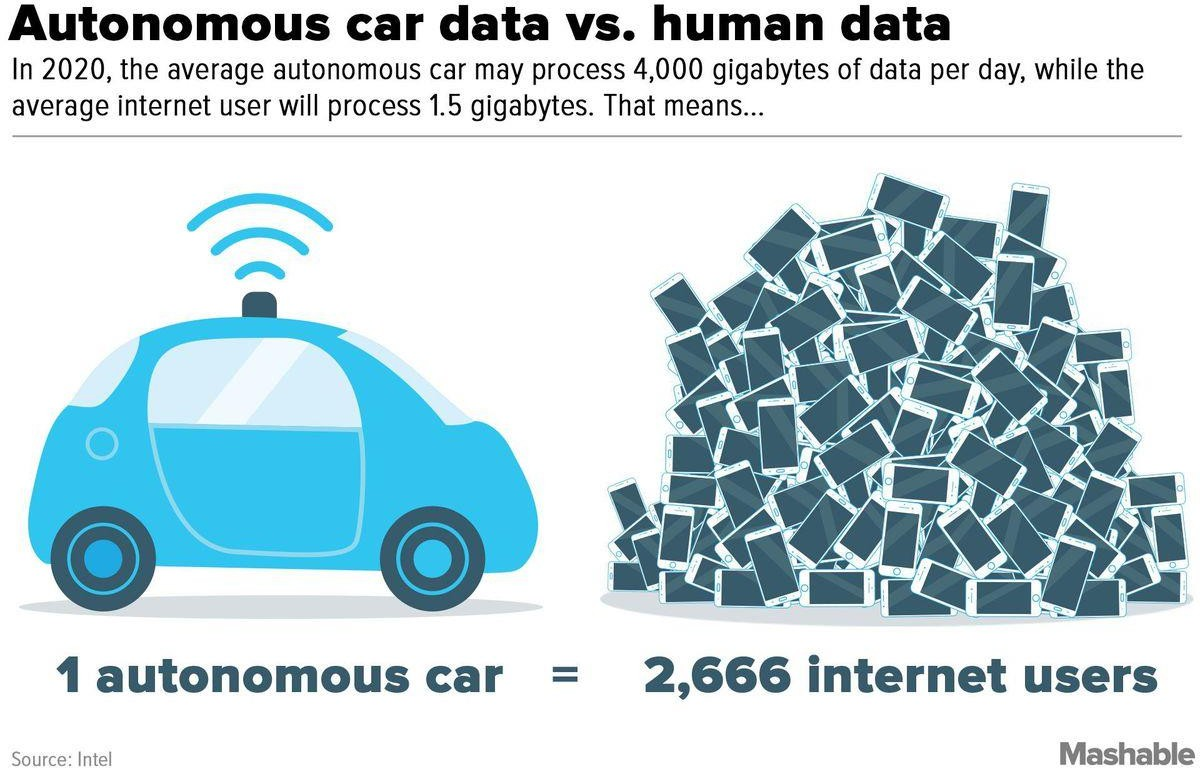 Autonomous car data vs. human data
In 2020, the average autonomous car may process 4,000 gigabytes of data per day, while the
average internet user will process 1.5 gigabytes. That means...
1 autonomous car = 2,666 internet users
Source: Intel
Mashable